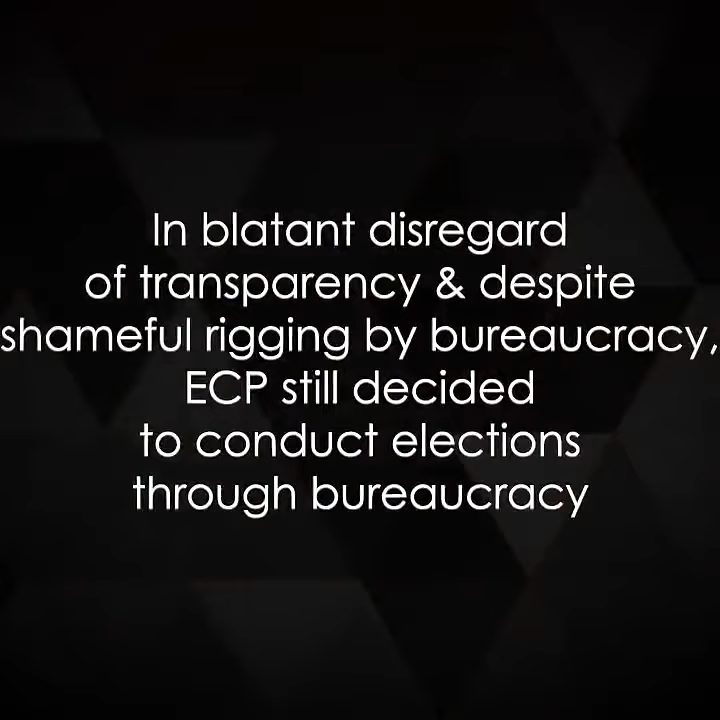 In blatant disregard
of transparency & despite
shameful rigging by bureaucracy,
ECP still decided
to conduct elections
through bureaucracy